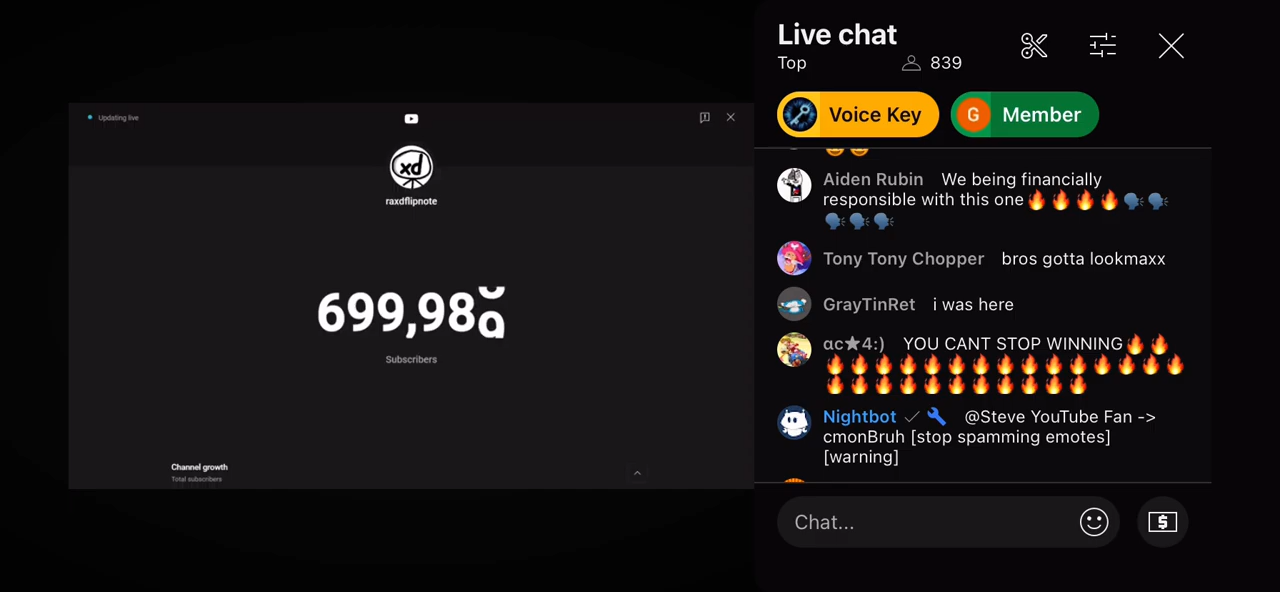 Updating live
xd
raxdflipnote
699,98
Subscribers
Channel growth
Total subscribers
Live chat
Top 839
Voice Key
G Member
Aiden Rubin We being financially
responsible with this one🔥🔥🔥🔥🗣️🗣️
🗣️🗣️🗣️
Tony Tony Chopper bros gotta lookmaxx
GrayTinRet i was here
αc★4:) YOU CANT STOP WINNING🔥🔥
🔥🔥🔥🔥🔥🔥🔥🔥🔥🔥🔥🔥🔥🔥🔥
🔥🔥🔥🔥🔥🔥🔥🔥🔥🔥🔥
Nightbot @Steve YouTube Fan ->
cmonBruh [stop spamming emotes]
[warning]
Chat...